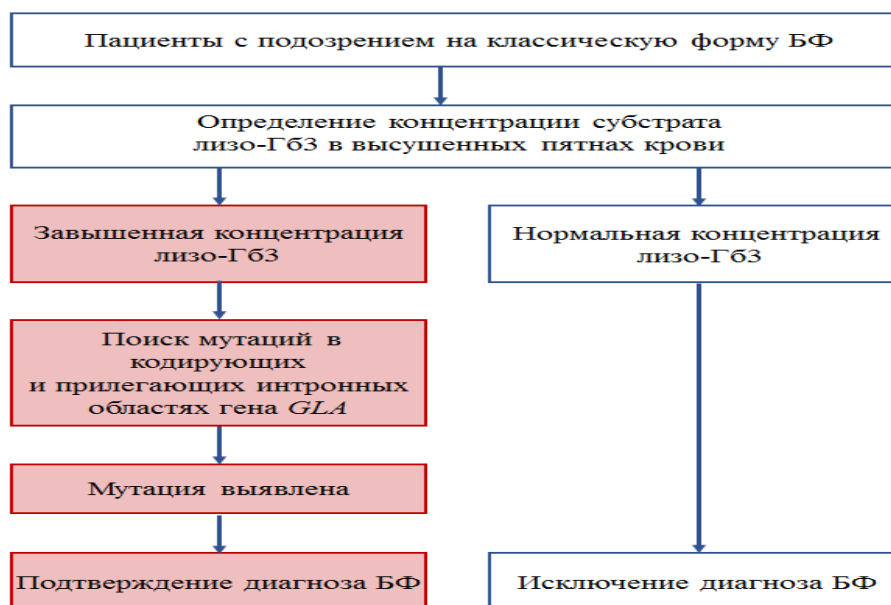 Пациенты с подозрением на классическую форму БФ
Определение концентрации субстрата
лизо-Гб3 в высушенных пятнах крови
Завышенная концентрация
лизо-Гб3
Нормальная концентрация
лизо-Гб3
Поиск мутаций в
кодирующих
и прилегающих интронных
областях гена GLA
Мутация выявлена
Подтверждение диагноза БФ
Исключение диагноза БФ